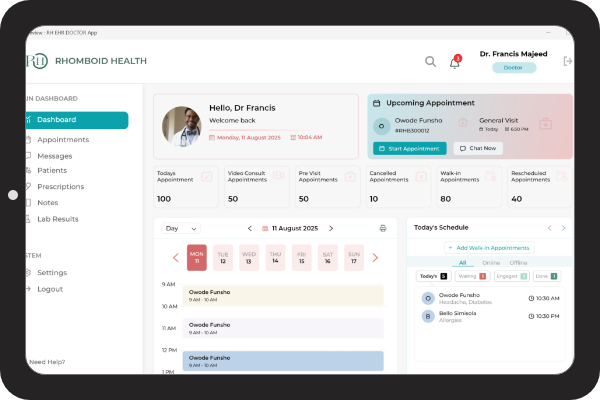 eview : RH EHR DOCTOR App
RH RHOMBOID HEALTH
3
Dr. Francis Majeed
Doctor
IN DASHBOARD
Dashboard
Appointments
Messages
Patients
Prescriptions
Notes
Lab Results
STEM
Settings
Logout
Need Help?
Hello, Dr Francis
Welcome back
Monday, 11 August 2025 10:04 AM
Upcoming Appointment
O
Owode Funsho
#RHB300012
General Visit
Today 6:30 PM
Start Appointment
Chat Now
Todays Appointment
100
Video Consult Appointments
50
Pre Visit Appointments
50
Cancelled Appointments
10
Walk-in Appointments
80
Rescheduled Appointments
40
Day
11 August 2025
MON 11
TUE 12
WED 13
THU 14
FRI 15
SAT 16
SUN 17
9 AM
10 AM
11 AM
12 PM
1 PM
Owode Funsho
9 AM - 10 AM
Owode Funsho
9 AM - 10 AM
Owode Funsho
9 AM - 10 AM
Today's Schedule
+ Add Walk-in Appointments
All Online Offline
Today's
Waiting
Engaged
Done
O
Owode Funsho
Headache, Diabetes
10:30 AM
B
Bello Simisola
Allergies
10:30 PM